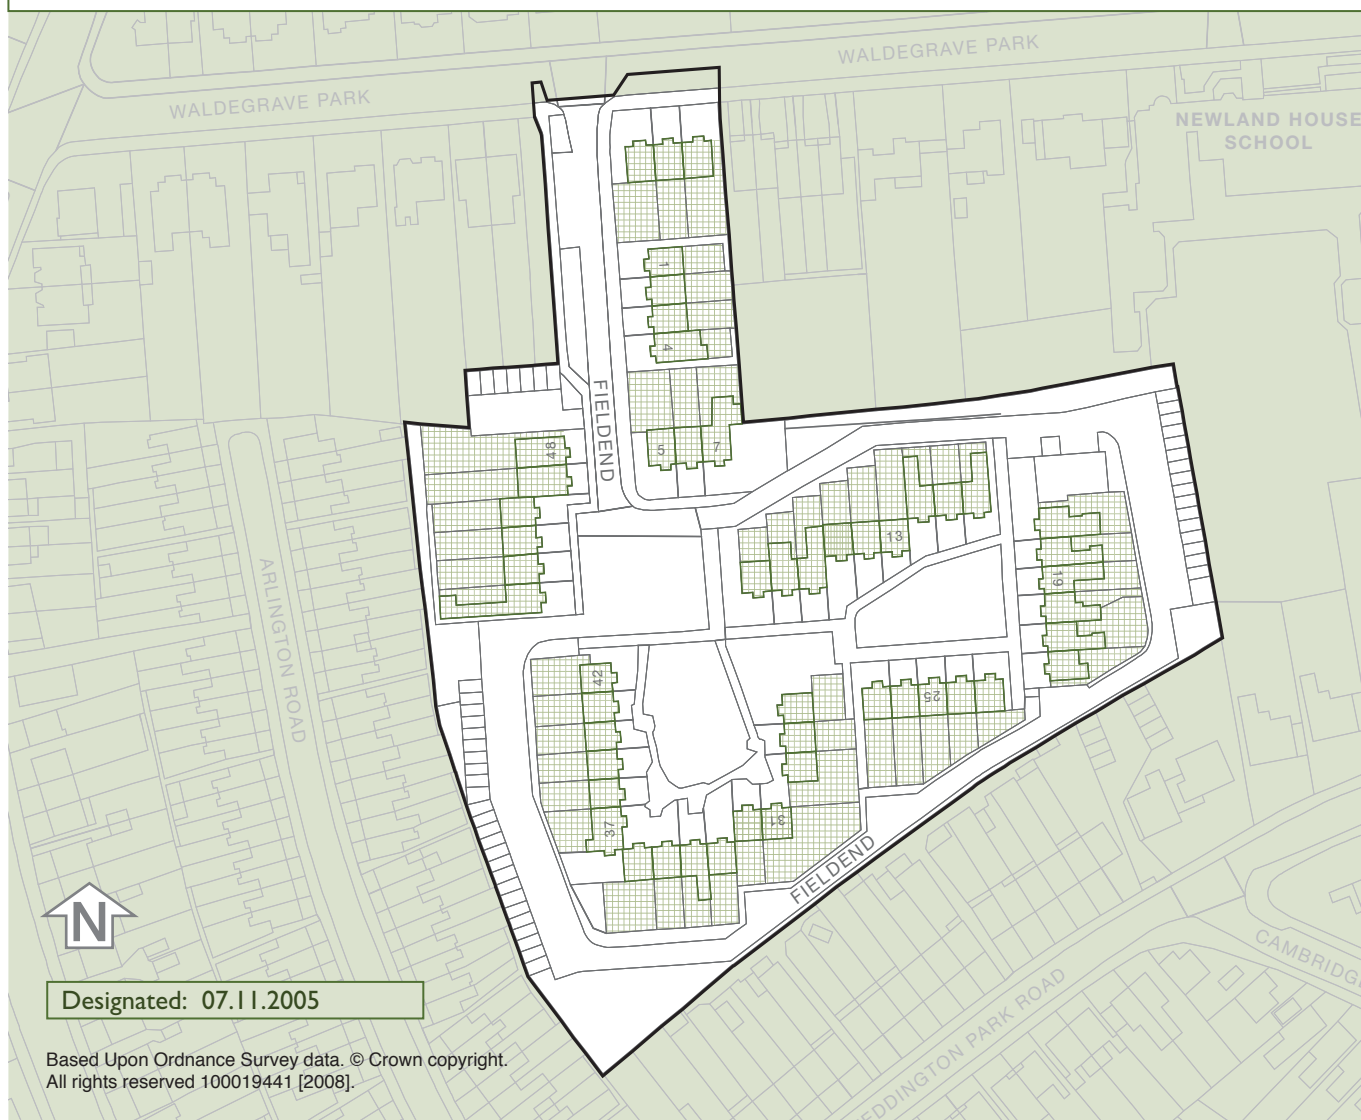 WALDEGRAVE PARK
WALDEGRAVE PARK
NEWLAND HOUSE
SCHOOL
1
4
FIELDEND
5
7
48
13
19
ARLINGTON ROAD
42
25
37
31
FIELDEND
N
CAMBRIDG
EDDINGTON PARK ROAD
Designated: 07.11.2005
Based Upon Ordnance Survey data. © Crown copyright.
All rights reserved 100019441 [2008].